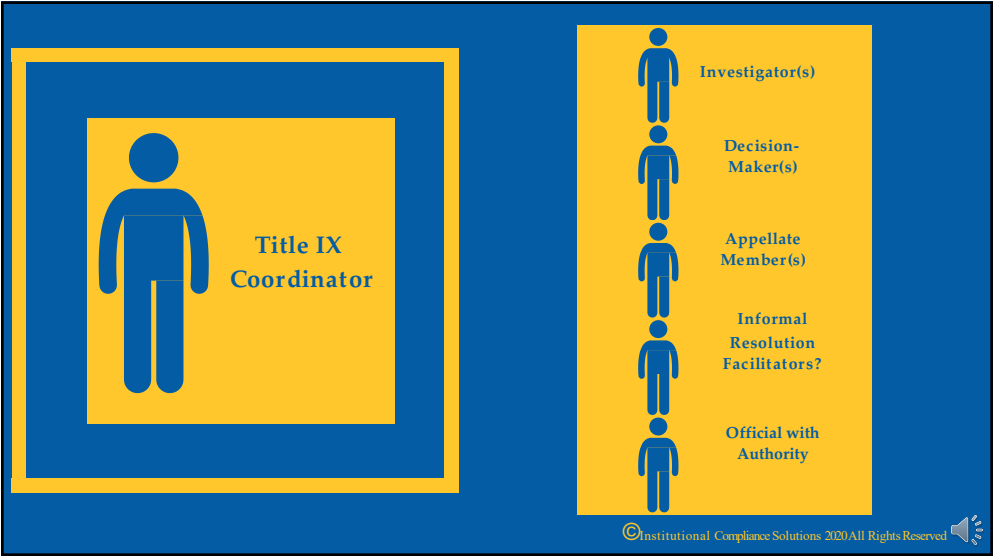 Title IX
Coordinator
Investigator(s)
Decision-
Maker(s)
Appellate
Member(s)
Informal
Resolution
Facilitators?
Official with
Authority
©Institutional Compliance Solutions 2020 All Rights Reserved